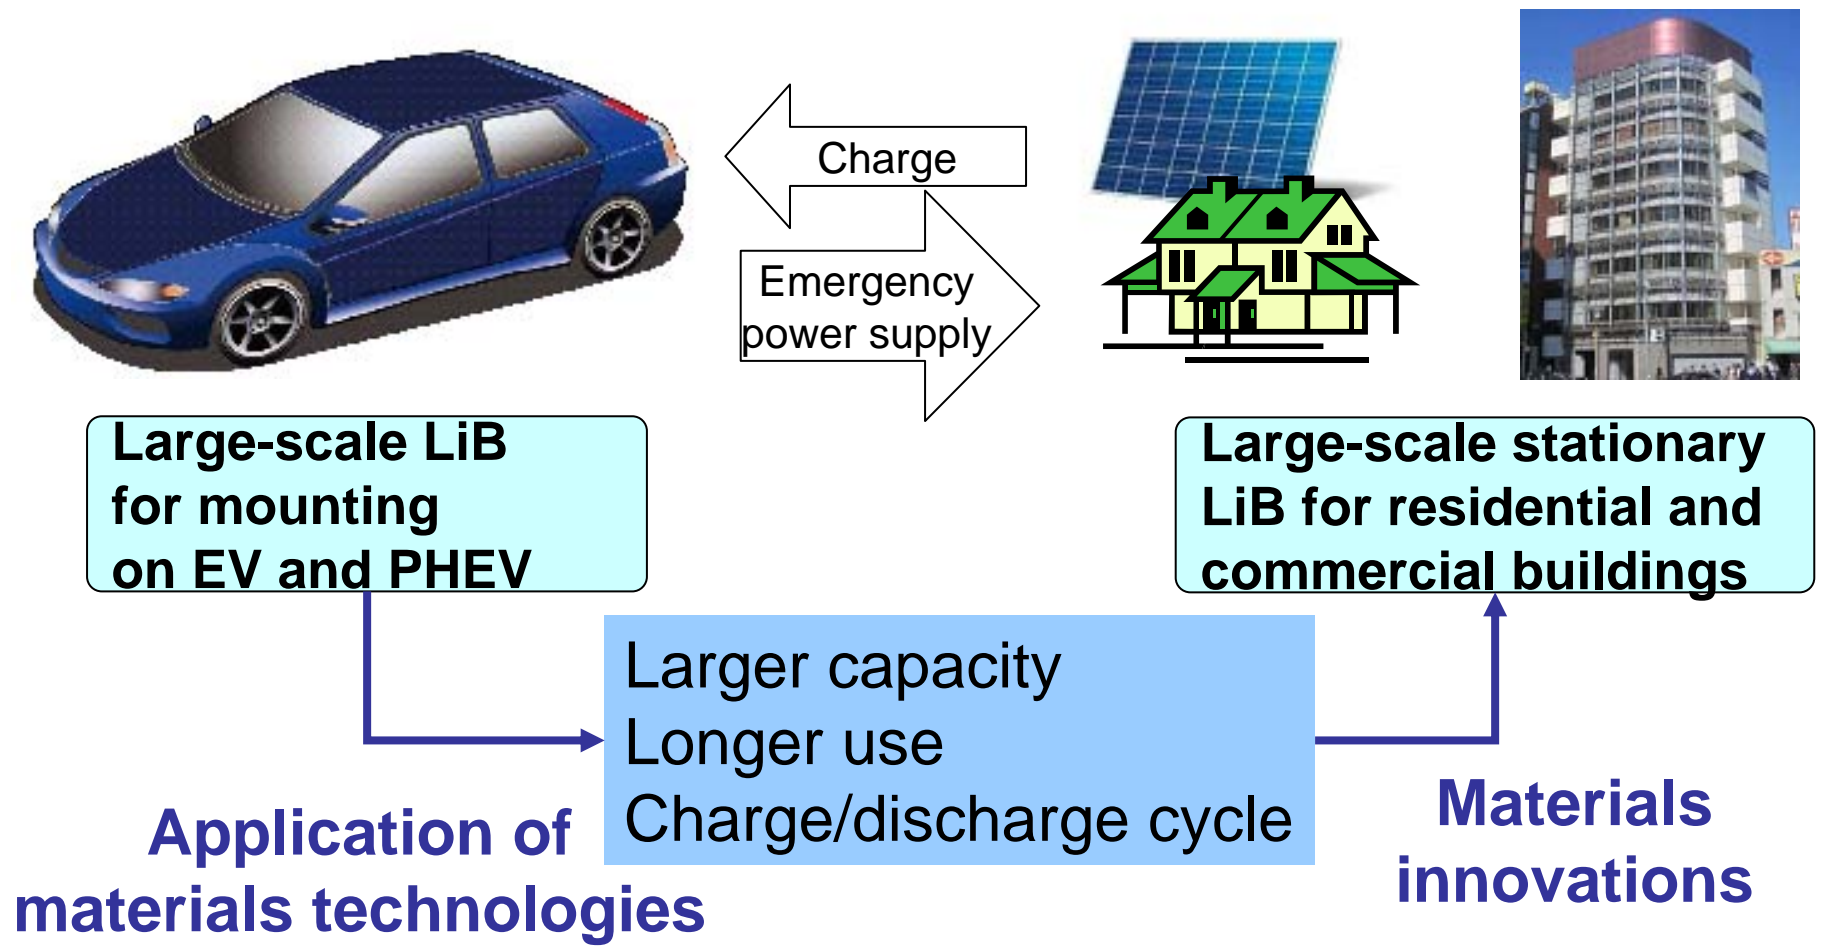 Charge
Emergency
power supply
Large-scale LiB
for mounting
on EV and PHEV
Large-scale stationary
LiB for residential and
commercial buildings
Larger capacity
Longer use
Charge/discharge cycle
Application of
materials technologies
Materials
innovations